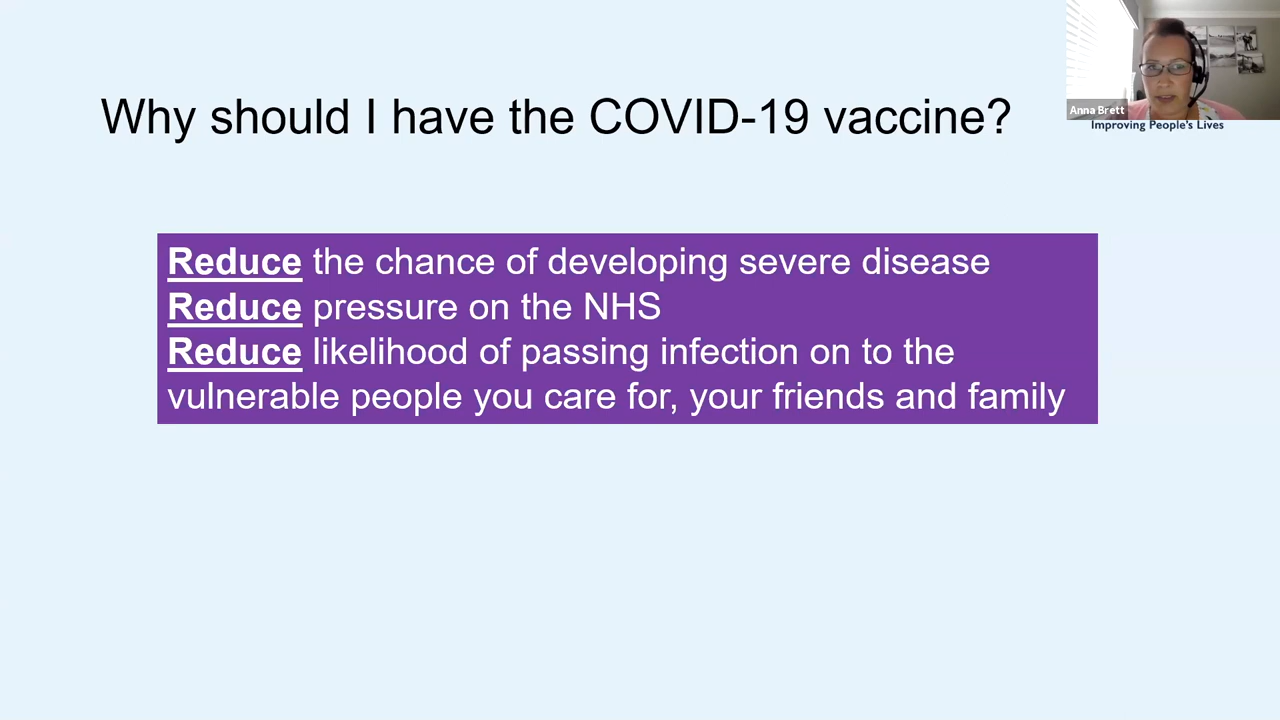 Why should I have the COVID-19 vaccine?
Anna Brett
Improving People's Lives
Reduce the chance of developing severe disease
Reduce pressure on the NHS
Reduce likelihood of passing infection on to the
vulnerable people you care for, your friends and family